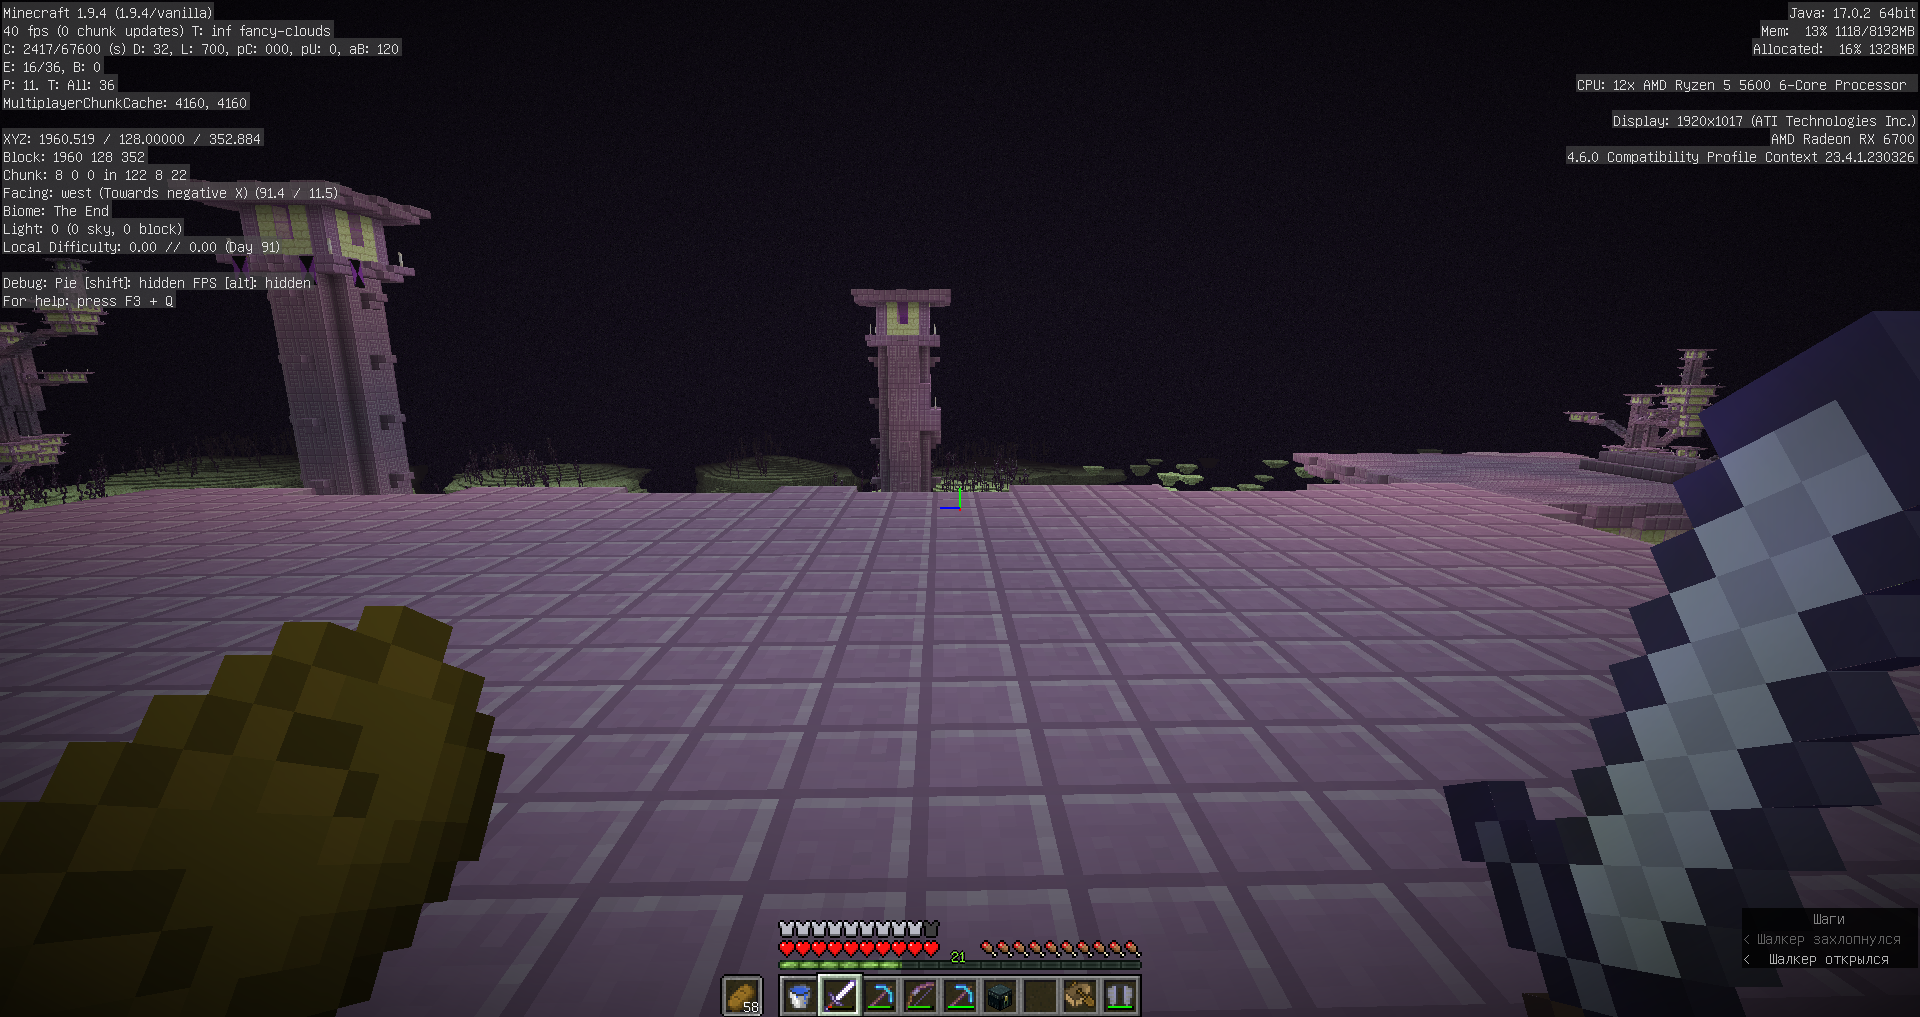 Minecraft 1.9.4 (1.9.4/vanilla)
40 fps (0 chunk updates) T: inf fancy-clouds
C: 2417/67600 (s) D: 32, L: 700, pC: 000, pU: 0, aB: 120
E: 16/36, B: 0
P: 11. T: All: 36
MultiplayerChunkCache: 4160, 4160
XYZ: 1960.519 / 128.00000 / 352.884
Block: 1960 128 352
Chunk: 8 0 0 in 122 8 22
Facing: west (Towards negative X) (91.4 / 11.5)
Biome: The End
Light: 0 (0 sky, 0 block)
Local Difficulty: 0.00 // 0.00 (Day 91)
Debug: Pie [shift]: hidden FPS [alt]: hidden
For help: press F3 + Q
Java: 17.0.2 64bit
Mem: 13% 1118/8192MB
Allocated: 16% 1328MB
CPU: 12x AMD Ryzen 5 5600 6-Core Processor
Display: 1920x1017 (ATI Technologies Inc.)
AMD Radeon RX 6700
4.6.0 Compatibility Profile Context 23.4.1.230326
Шаги
< Шалкер захлопнулся
< Шалкер открылся
21
58